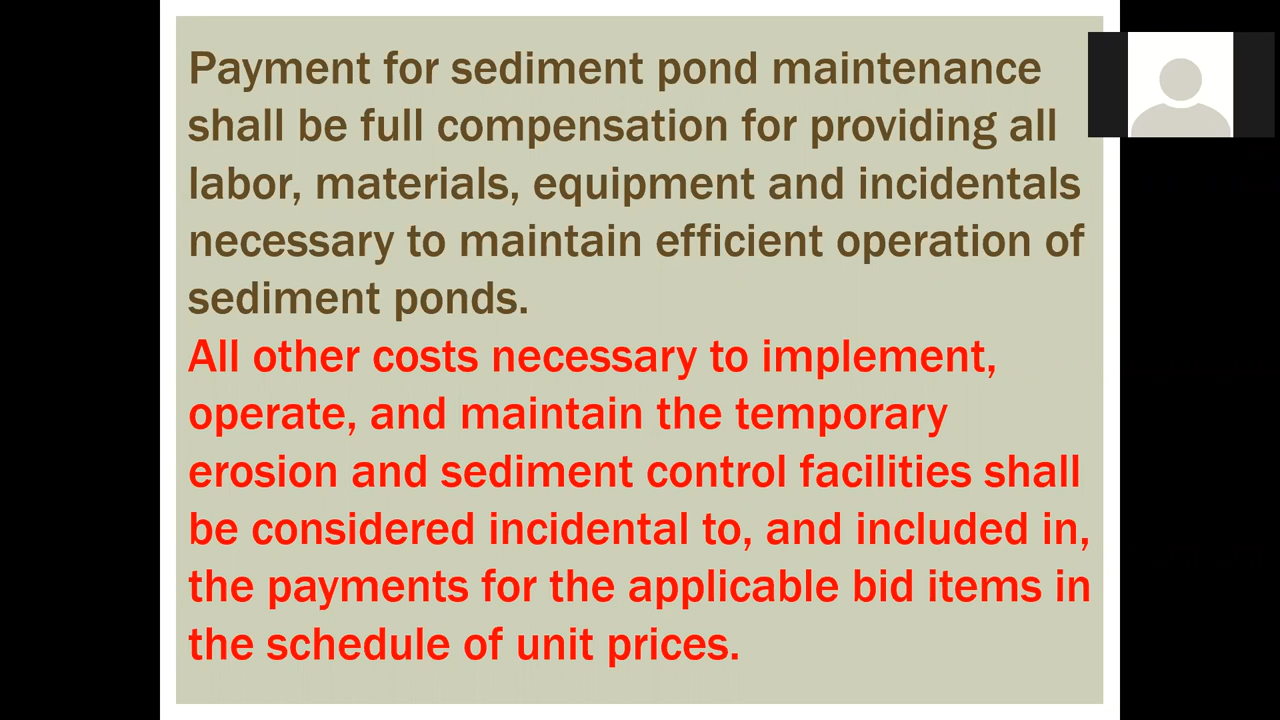 Payment for sediment pond maintenance
shall be full compensation for providing all
labor, materials, equipment and incidentals
necessary to maintain efficient operation of
sediment ponds.
All other costs necessary to implement,
operate, and maintain the temporary
erosion and sediment control facilities shall
be considered incidental to, and included in,
the payments for the applicable bid items in
the schedule of unit prices.